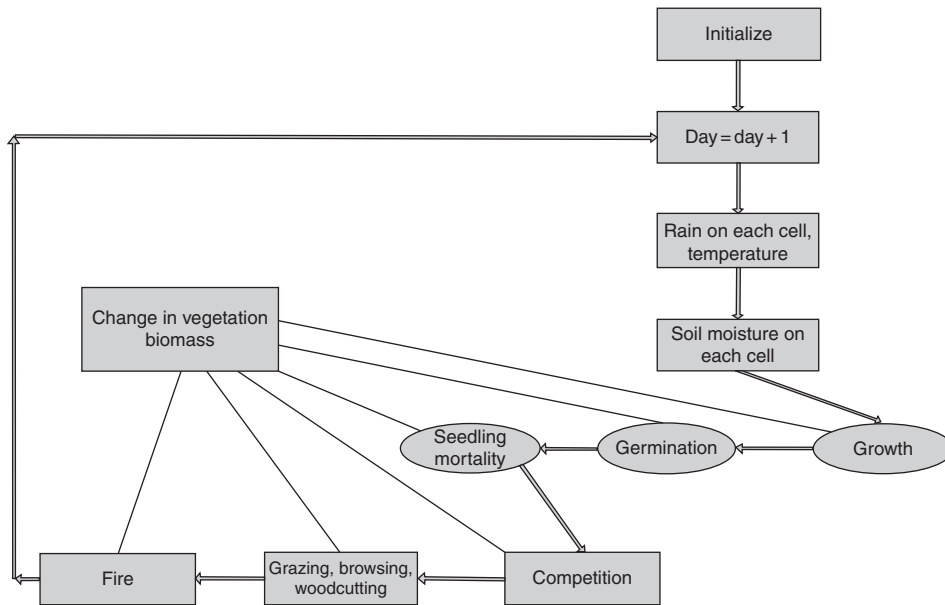 Initialize
Day = day + 1
Rain on each cell,
temperature
Soil moisture on
each cell
Change in vegetation
biomass
Growth
Germination
Seedling
mortality
Competition
Grazing, browsing,
woodcutting
Fire